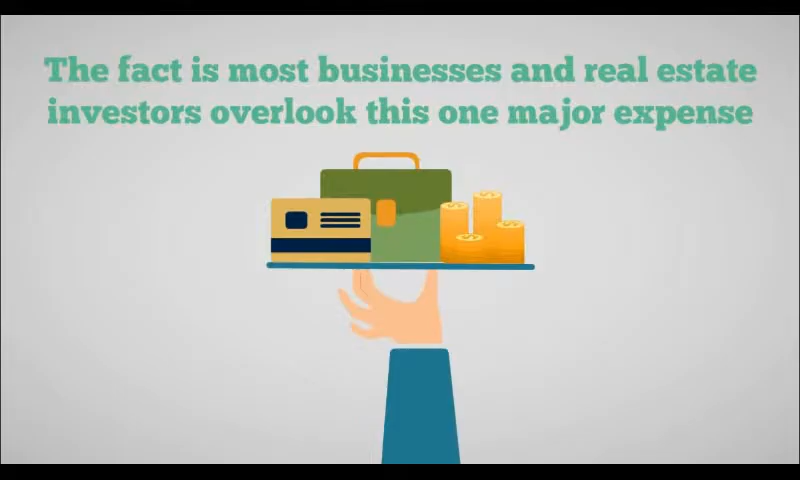 The fact is most businesses and real estate
investors overlook this one major expense